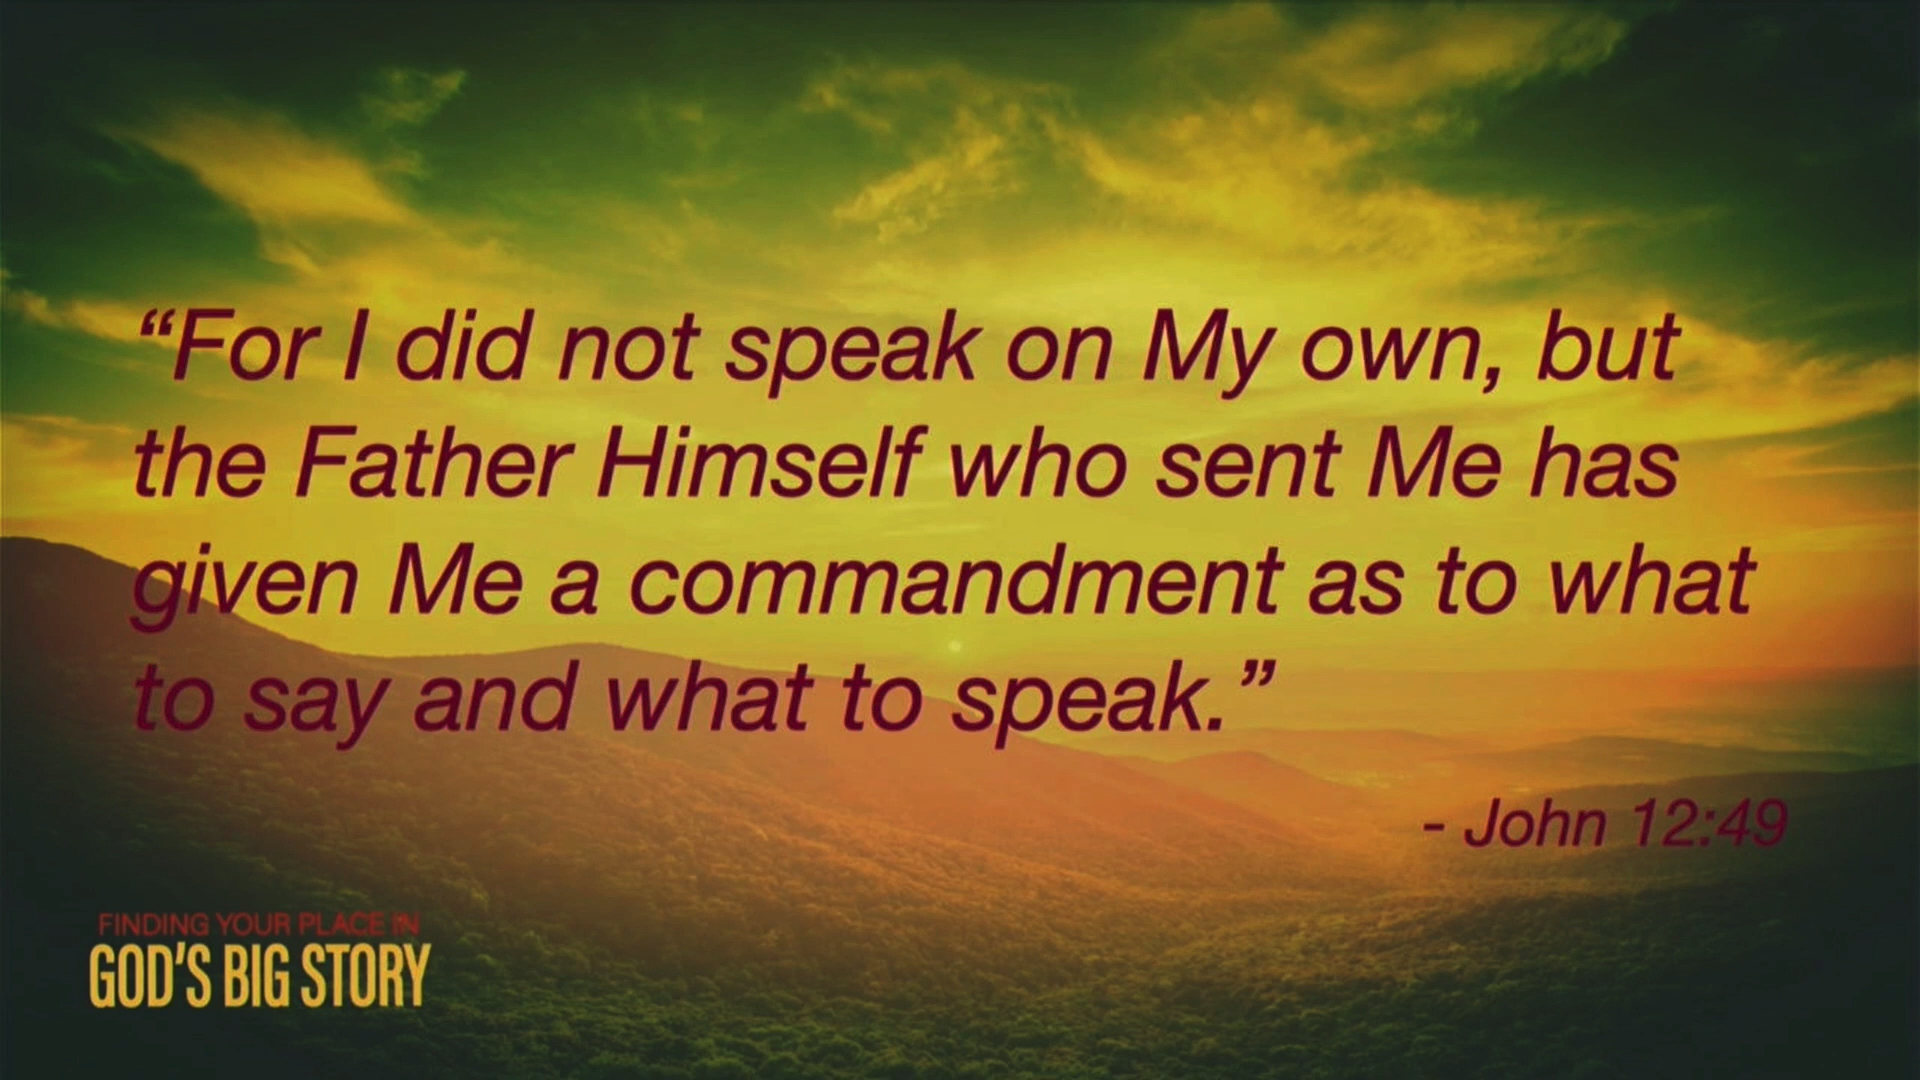 “For I did not speak on My own, but
the Father Himself who sent Me has
given Me a commandment as to what
to say and what to speak.”
- John 12:49
FINDING YOUR PLACE IN
GOD'S BIG STORY